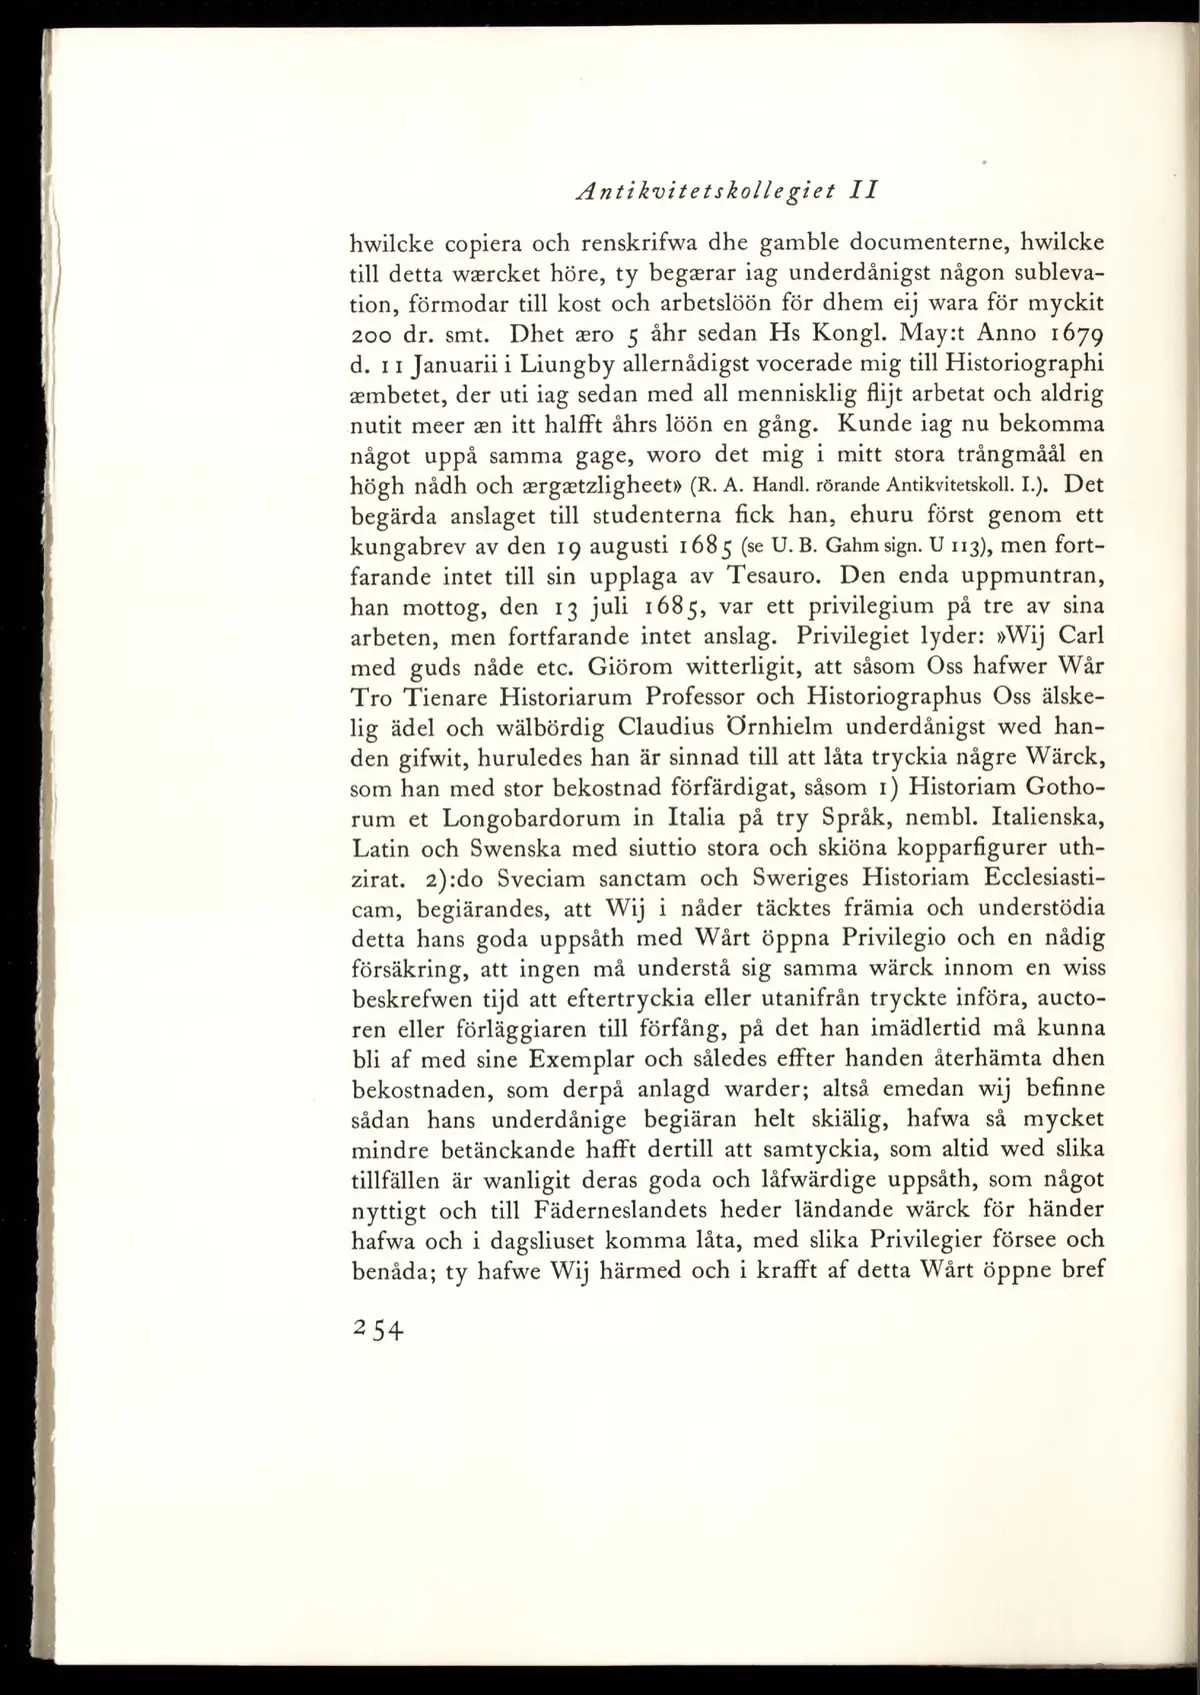 Antikvitetskollegiet II
hwilcke copiera och renskrifwa dhe gamble documenterne, hwilcke
till detta wærcket höre, ty begærar iag underdånigst någon subleva-
tion, förmodar till kost och arbetslöön för dhem eij wara för myckit
200 dr. smt. Dhet æro 5 åhr sedan Hs Kongl. May:t Anno 1679
d. 11 Januarii i Liungby allernådigst vocerade mig till Historiographi
æmbetet, der uti iag sedan med all mennisklig flijt arbetat och aldrig
nutit meer æn itt halfft åhrs löön en gång. Kunde iag nu bekomma
något uppå samma gage, woro det mig i mitt stora trångmåål en
högh nådh och ærgætzligheet» (R. A. Handl. rörande Antikvitetskoll. I.). Det
begärda anslaget till studenterna fick han, ehuru först genom ett
kungabrev av den 19 augusti 1685 (se U. B. Gahm sign. U 113), men fort-
farande intet till sin upplaga av Tesauro. Den enda uppmuntran,
han mottog, den 13 juli 1685, var ett privilegium på tre av sina
arbeten, men fortfarande intet anslag. Privilegiet lyder: »Wij Carl
med guds nåde etc. Giörom witterligit, att såsom Oss hafwer Wår
Tro Tienare Historiarum Professor och Historiographus Oss älske-
lig ädel och wälbördig Claudius Örnhielm underdånigst wed han-
den gifwit, huruledes han är sinnad till att låta tryckia någre Wärck,
som han med stor bekostnad förfärdigat, såsom 1) Historiam Gotho-
rum et Longobardorum in Italia på try Språk, nembl. Italienska,
Latin och Swenska med siuttio stora och skiöna kopparfigurer uth-
zirat. 2):do Sveciam sanctam och Sweriges Historiam Ecclesiasti-
cam, begiärandes, att Wij i nåder täcktes främia och understödia
detta hans goda uppsåth med Wårt öppna Privilegio och en nådig
försäkring, att ingen må understå sig samma wärck innom en wiss
beskrefwen tijd att eftertryckia eller utanifrån tryckte införa, aucto-
ren eller förläggiaren till förfång, på det han imädlertid må kunna
bli af med sine Exemplar och således effter handen återhämta dhen
bekostnaden, som derpå anlagd warder; altså emedan wij befinne
sådan hans underdånige begiäran helt skiälig, hafwa så mycket
mindre betänckande hafft dertill att samtyckia, som altid wed slika
tillfällen är wanligit deras goda och låfwärdige uppsåth, som något
nyttigt och till Fäderneslandets heder ländande wärck för händer
hafwa och i dagsliuset komma låta, med slika Privilegier försee och
benåda; ty hafwe Wij härmed och i krafft af detta Wårt öppne bref
254